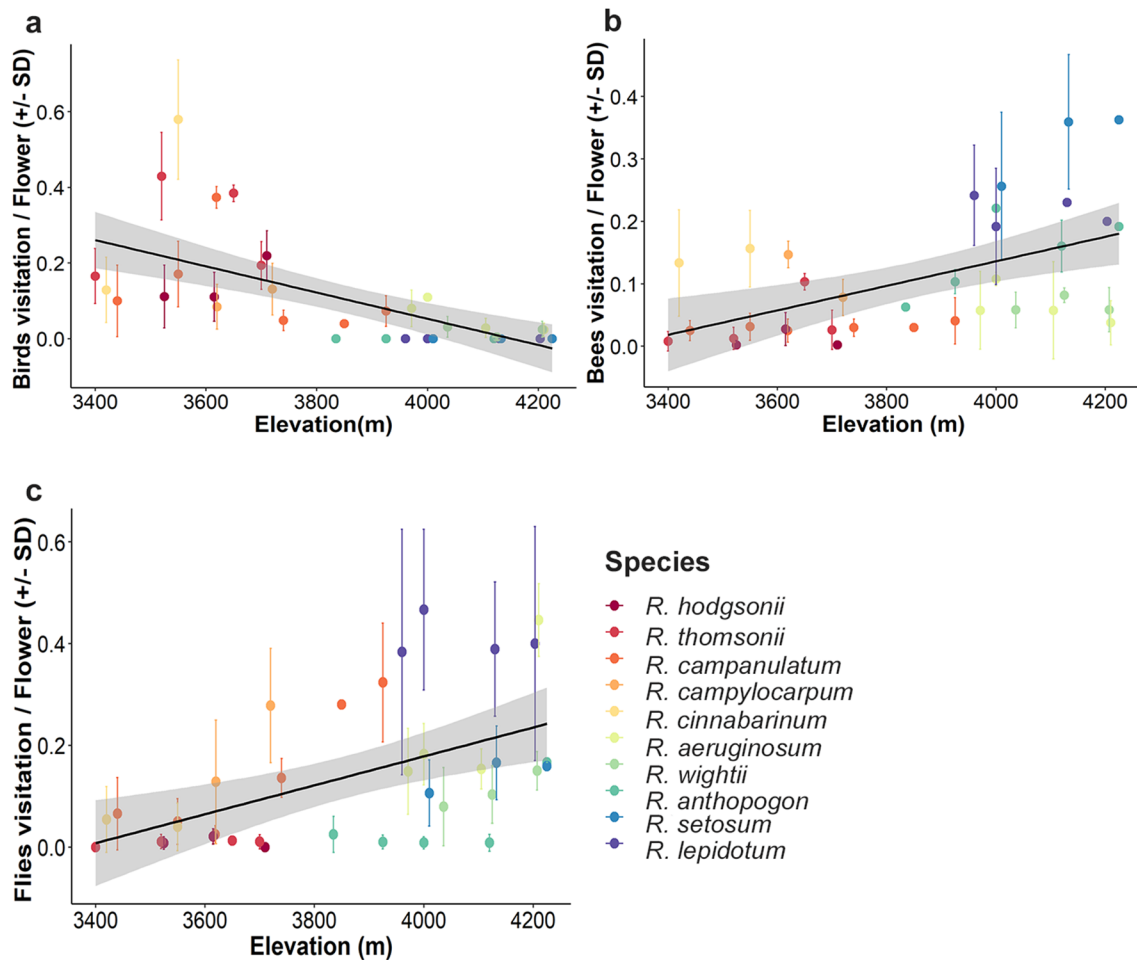 a
Birds visitation / Flower (+/- SD)
0.6
0.4
0.2
0.0
3400 3600 3800 4000 4200
Elevation(m)
b
Bees visitation / Flower (+/- SD)
0.4
0.3
0.2
0.1
0.0
3400 3600 3800 4000 4200
Elevation (m)
c
Flies visitation / Flower (+/- SD)
0.6
0.4
0.2
0.0
3400 3600 3800 4000 4200
Elevation (m)
Species
R. hodgsonii
R. thomsonii
R. campanulatum
R. campylocarpum
R. cinnabarinum
R. aeruginosum
R. wightii
R. anthopogon
R. setosum
R. lepidotum